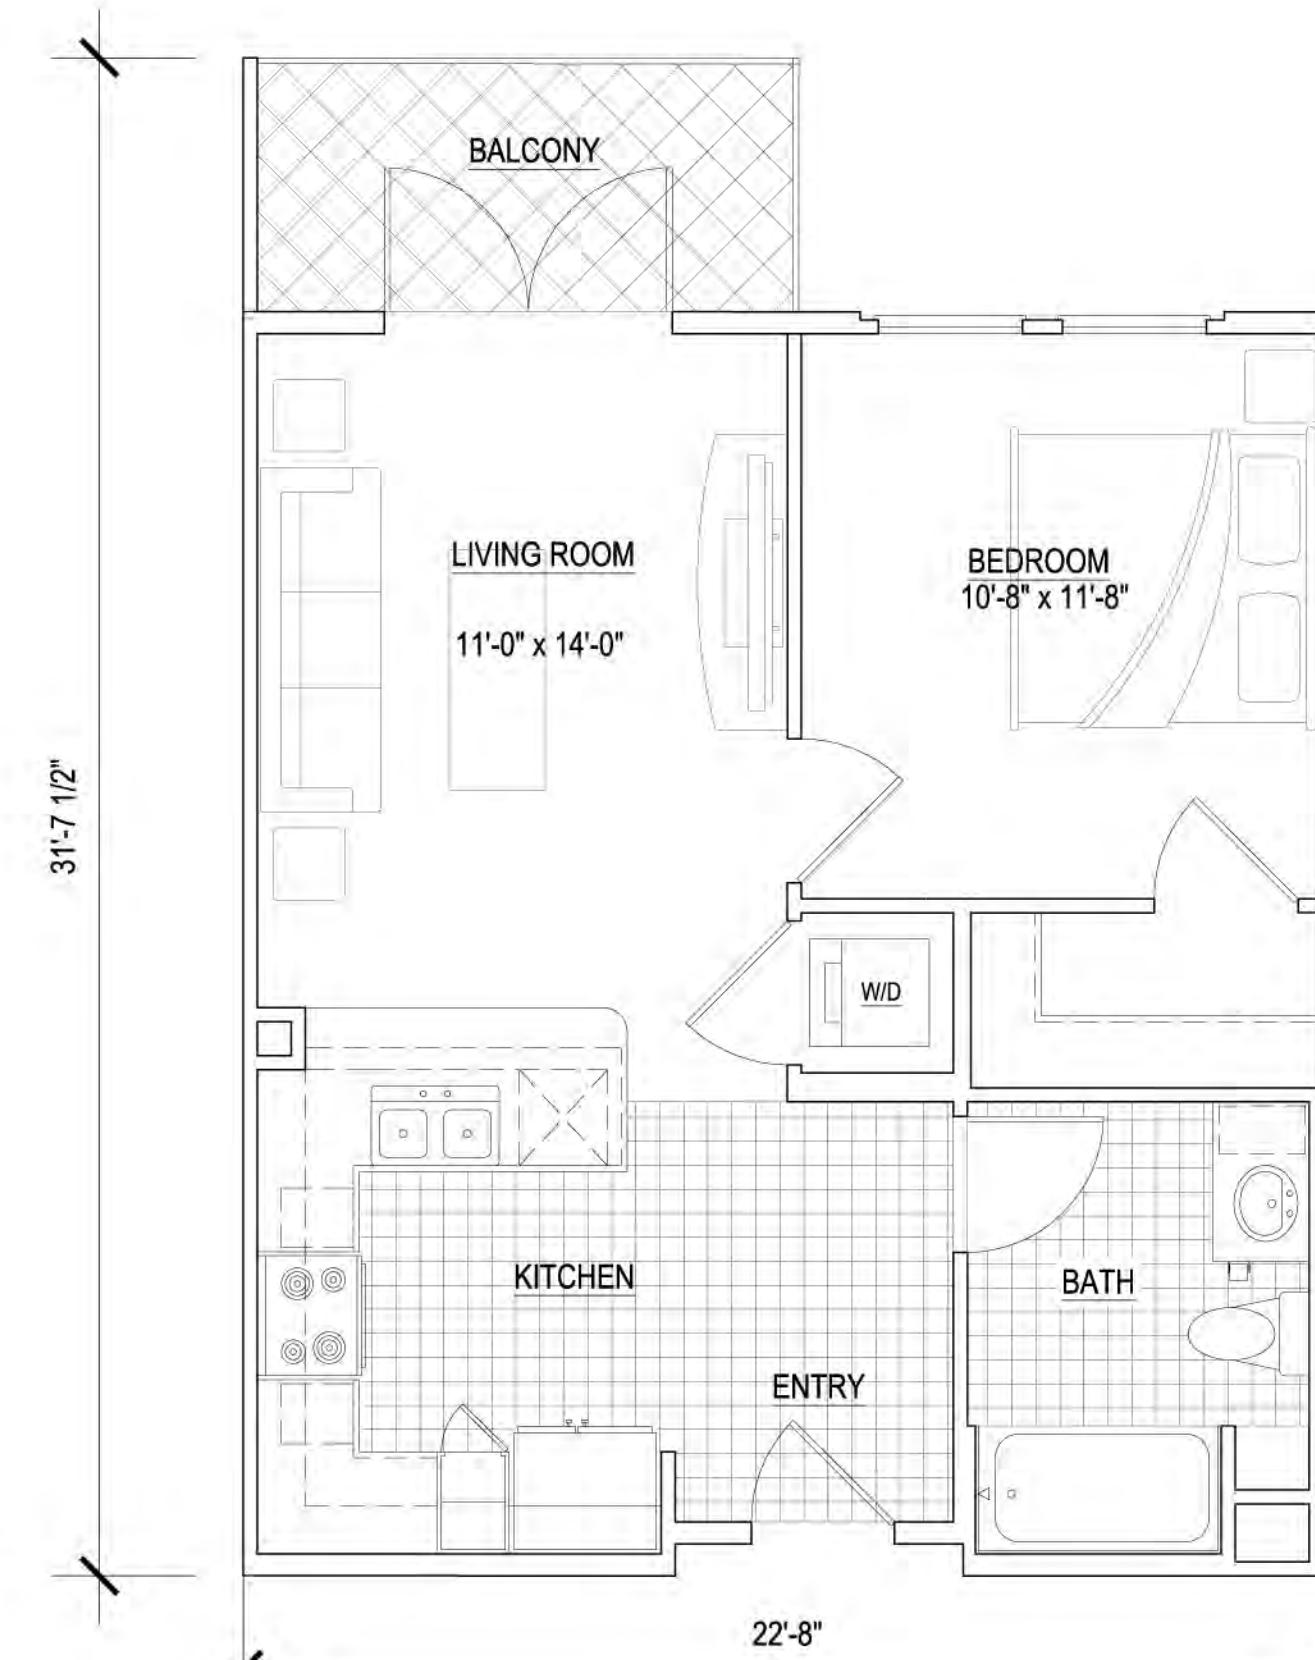 BALCONY
LIVING ROOM
11'-0" x 14'-0"
BEDROOM
10'-8" x 11'-8"
31'-7 1/2"
W/D
KITCHEN
BATH
ENTRY
22'-8"